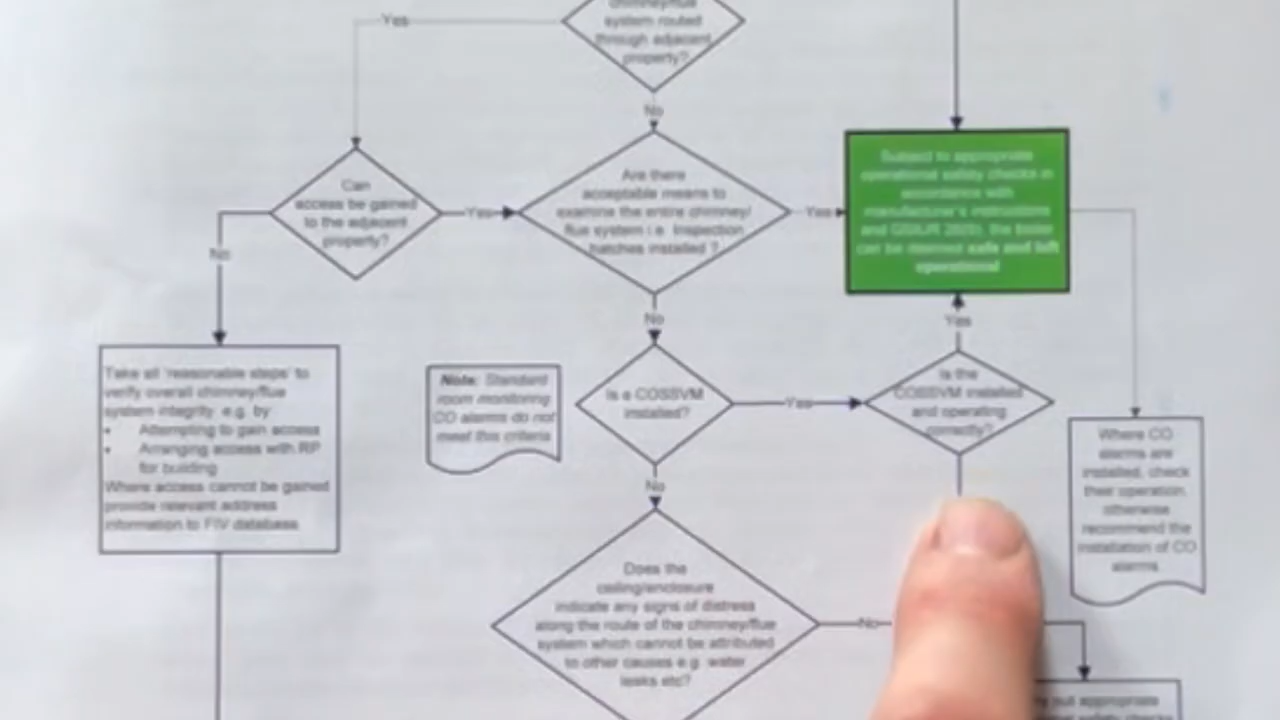 chimney/flue
system routed
through adjacent
property?
Yes
No
Can
access be gained
to the adjacent
property?
Yes
No
Are there
acceptable means to
examine the entire chimney/
flue system i.e. Inspection
hatches installed ?
Yes
No
Subject to appropriate
operational safety checks in
accordance with
manufacturer's instructions
and the boiler
can be deemed safe and left
operational
Yes
Take all 'reasonable steps' to
verify overall chimney/flue
system integrity e.g. by
• Attempting to gain access
• Arranging access with RP
for building
Where access cannot be gained
provide relevant address
information to FIV database
Note: Standard
room monitoring
CO alarms do not
meet this criteria
Is a COSSVM
installed?
Yes
No
Is the
COSSVM installed
and operating
correctly?
Where CO
alarms are
installed, check
their operation,
otherwise
recommend the
installation of CO
alarms
Does the
ceiling/enclosure
indicate any signs of distress
along the route of the chimney/flue
system which cannot be attributed
to other causes e.g. water
leaks etc?
No
out appropriate